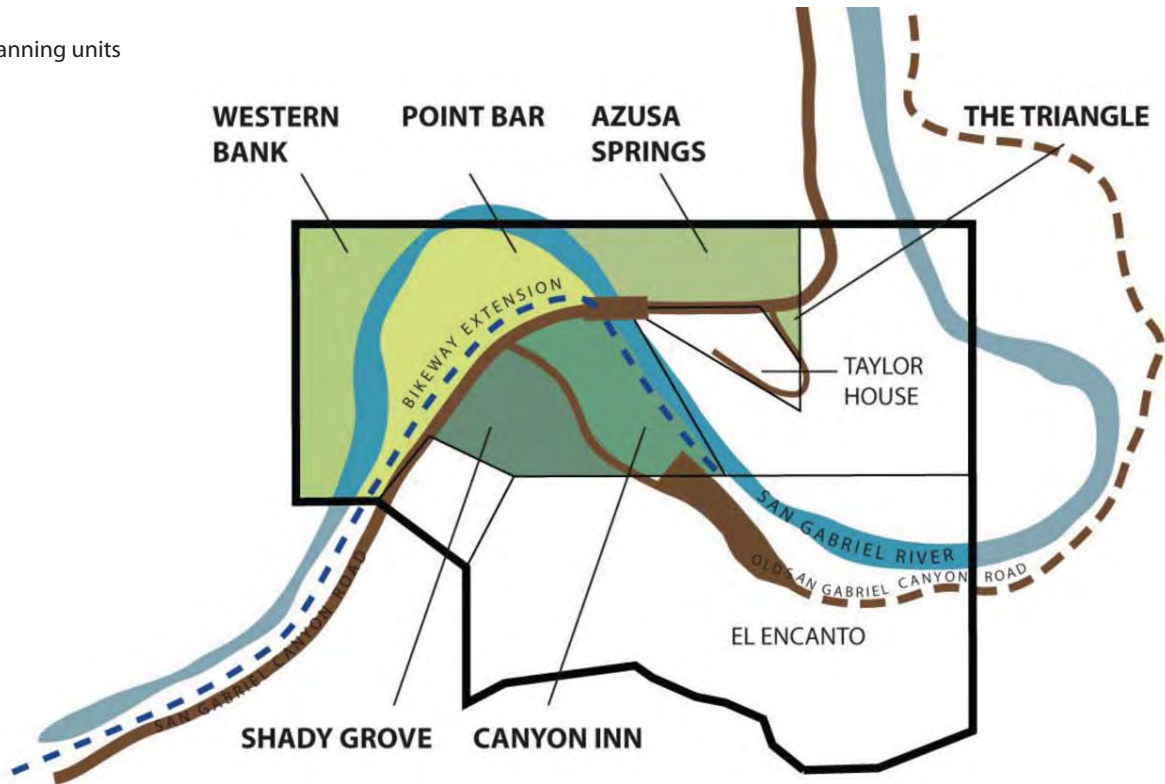 anning units
WESTERN
BANK
POINT BAR
AZUSA
SPRINGS
THE TRIANGLE
BIKEWAY EXTENSION
TAYLOR
HOUSE
SAN GABRIEL RIVER
OLD SAN GABRIEL CANYON ROAD
SAN GABRIEL CANYON ROAD
EL ENCANTO
SHADY GROVE
CANYON INN